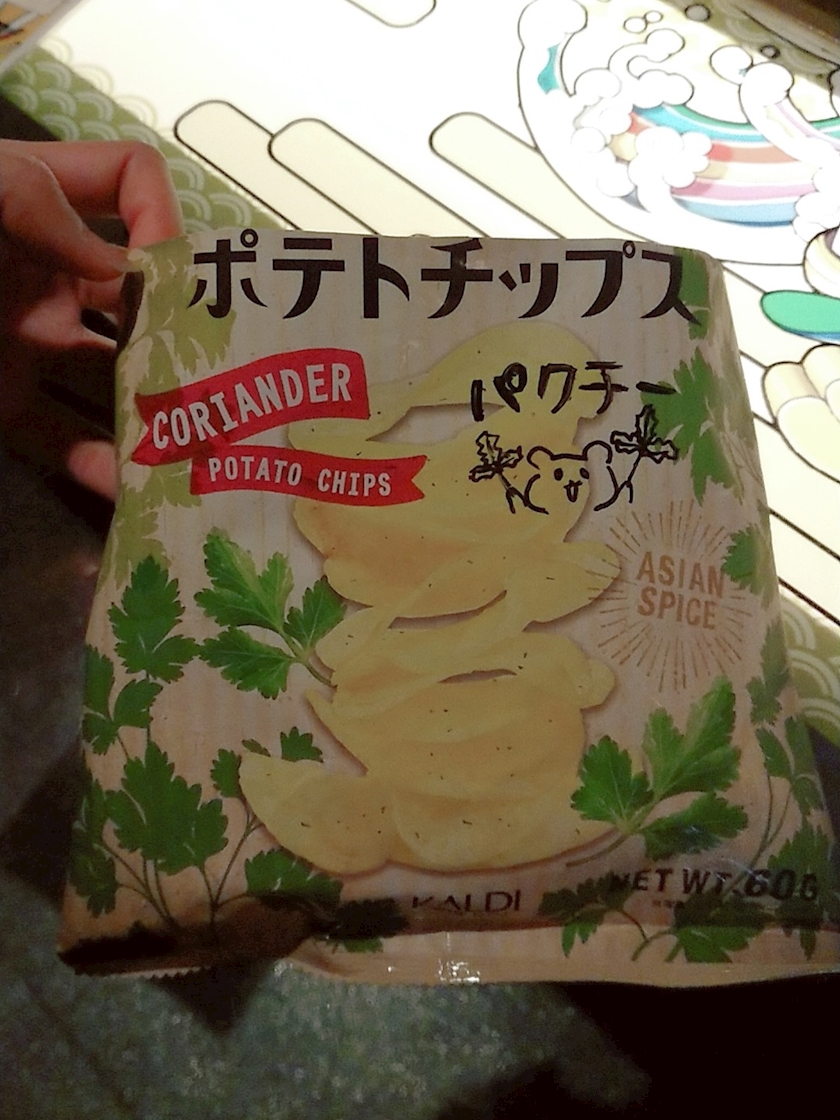 ポテトチップス
CORIANDER
POTATO CHIPS
パクチー
ASIAN
SPICE
KALDI
NET WT. 60G